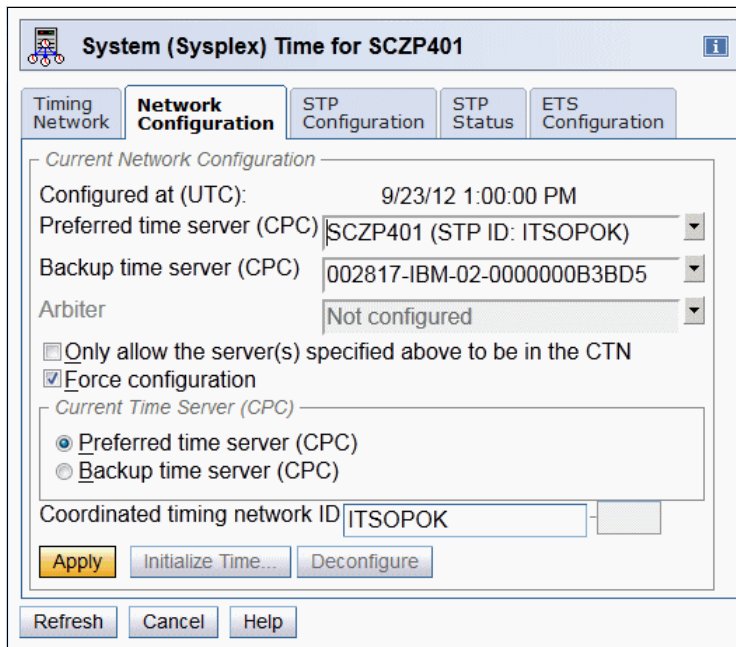 System (Sysplex) Time for SCZP401
i
Timing Network
Network Configuration
STP Configuration
STP Status
ETS Configuration
Current Network Configuration
Configured at (UTC): 9/23/12 1:00:00 PM
Preferred time server (CPC) SCZP401 (STP ID: ITSOPOK)
Backup time server (CPC) 002817-IBM-02-0000000B3BD5
Arbiter Not configured
Only allow the server(s) specified above to be in the CTN
Force configuration
Current Time Server (CPC)
Preferred time server (CPC)
Backup time server (CPC)
Coordinated timing network ID ITSOPOK -
Apply Initialize Time... Deconfigure
Refresh Cancel Help